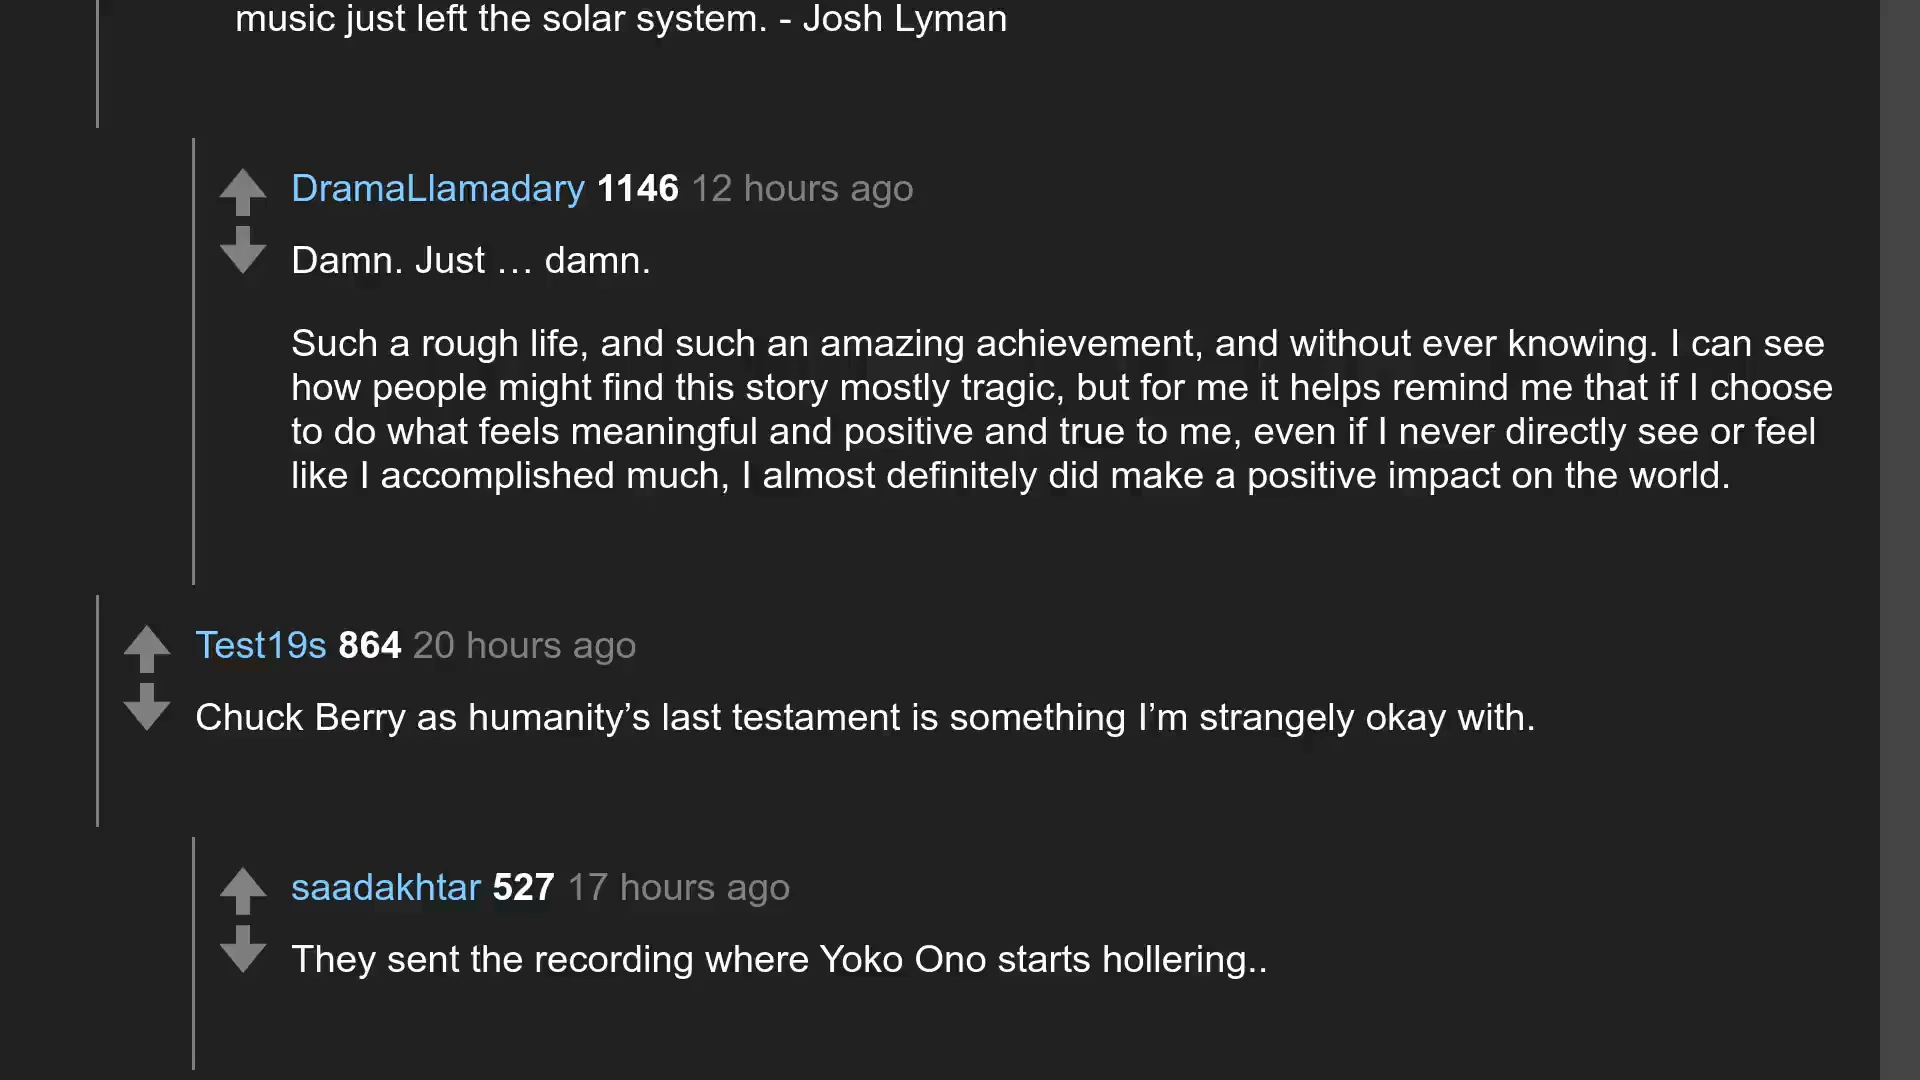 music just left the solar system. - Josh Lyman
DramaLlamadary 1146 12 hours ago
Damn. Just … damn.
Such a rough life, and such an amazing achievement, and without ever knowing. I can see
how people might find this story mostly tragic, but for me it helps remind me that if I choose
to do what feels meaningful and positive and true to me, even if I never directly see or feel
like I accomplished much, I almost definitely did make a positive impact on the world.
Test19s 864 20 hours ago
Chuck Berry as humanity’s last testament is something I’m strangely okay with.
saadakhtar 527 17 hours ago
They sent the recording where Yoko Ono starts hollering..